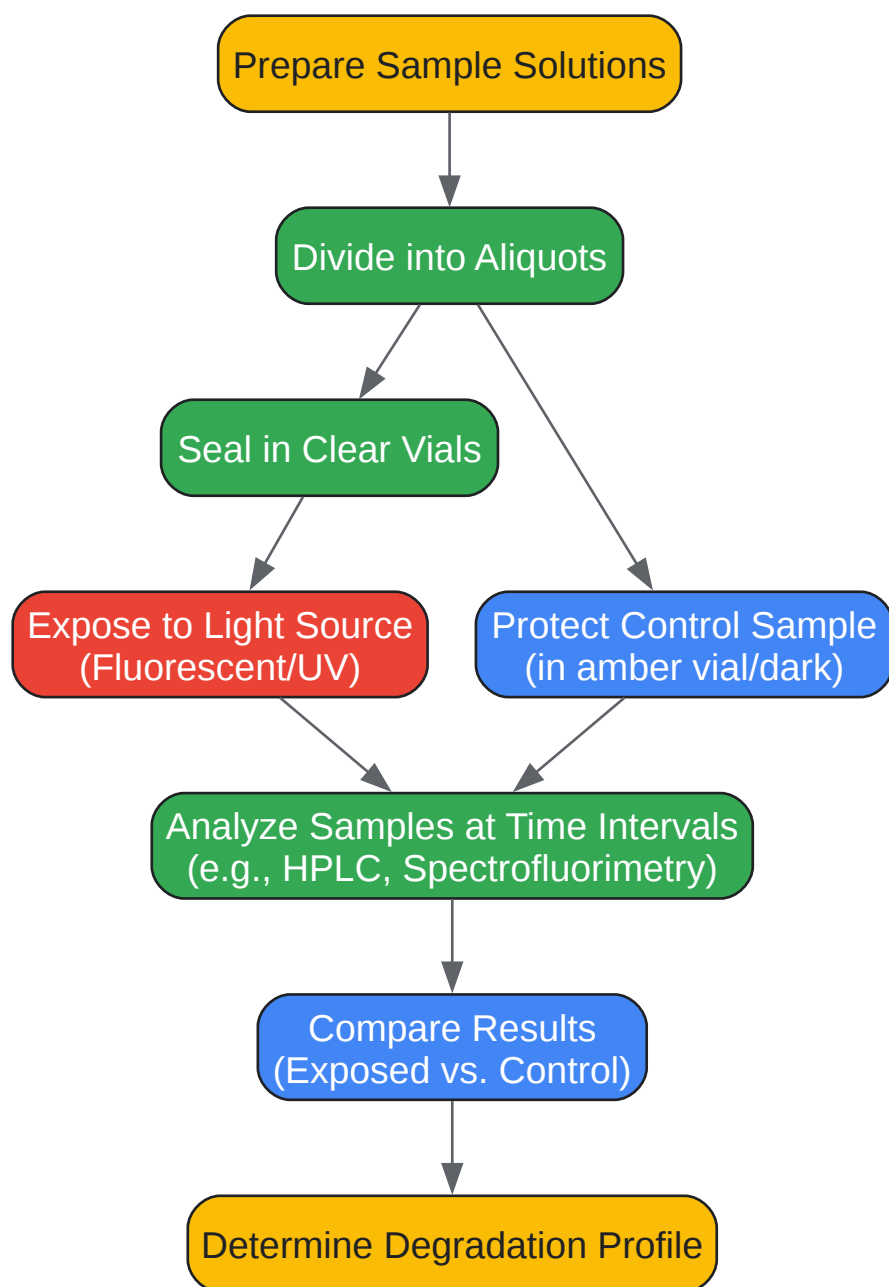 Prepare Sample Solutions
Divide into Aliquots
Seal in Clear Vials
Expose to Light Source
(Fluorescent/UV)
Protect Control Sample
(in amber vial/dark)
Analyze Samples at Time Intervals
(e.g., HPLC, Spectrofluorimetry)
Compare Results
(Exposed vs. Control)
Determine Degradation Profile